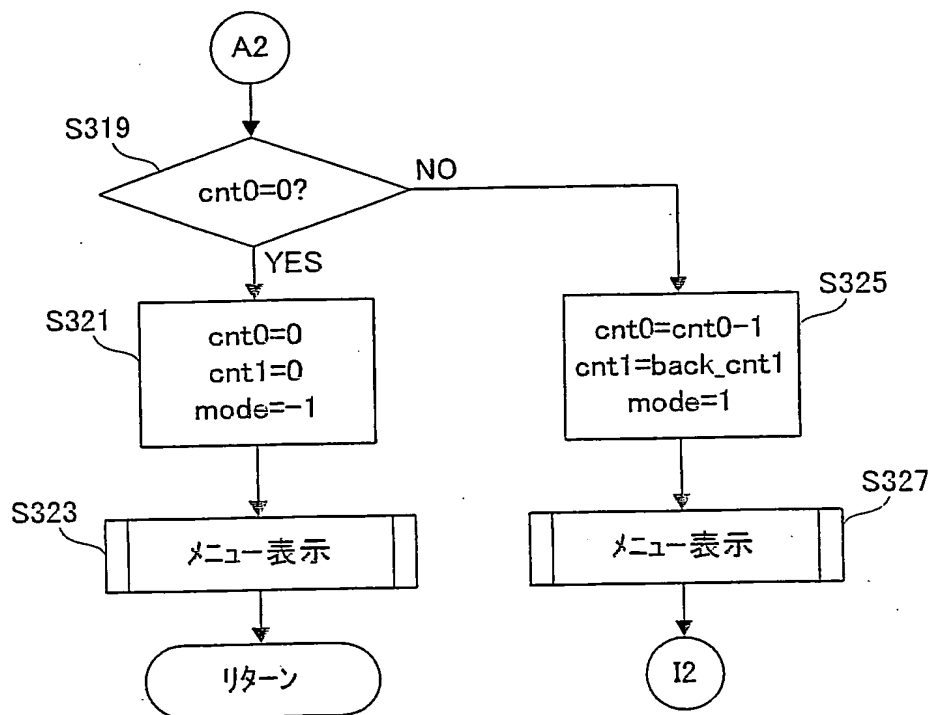 A2
S319
cnt0=0?
NO
YES
S321
cnt0=0
cnt1=0
mode=-1
S325
cnt0=cnt0-1
cnt1=back_cnt1
mode=1
S323
メニュー表示
S327
メニュー表示
リターン
I2